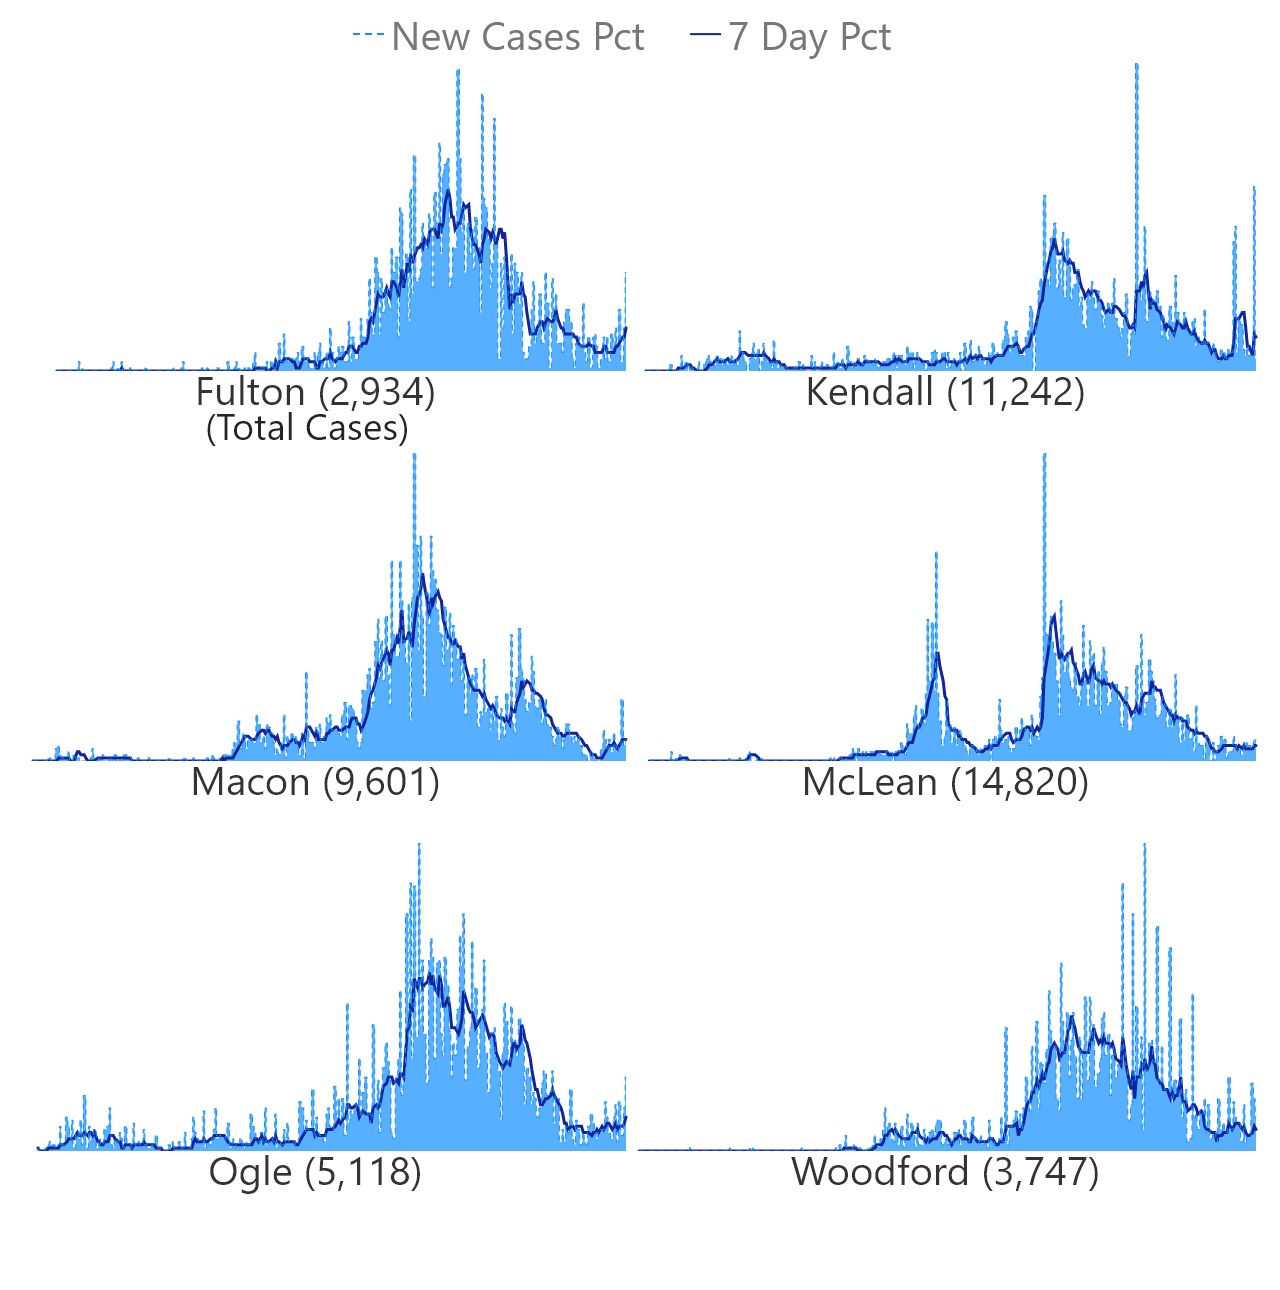 New Cases Pct 7 Day Pct
Fulton (2,934) Kendall (11,242)
(Total Cases)
Macon (9,601) McLean (14,820)
Ogle (5,118) Woodford (3,747)